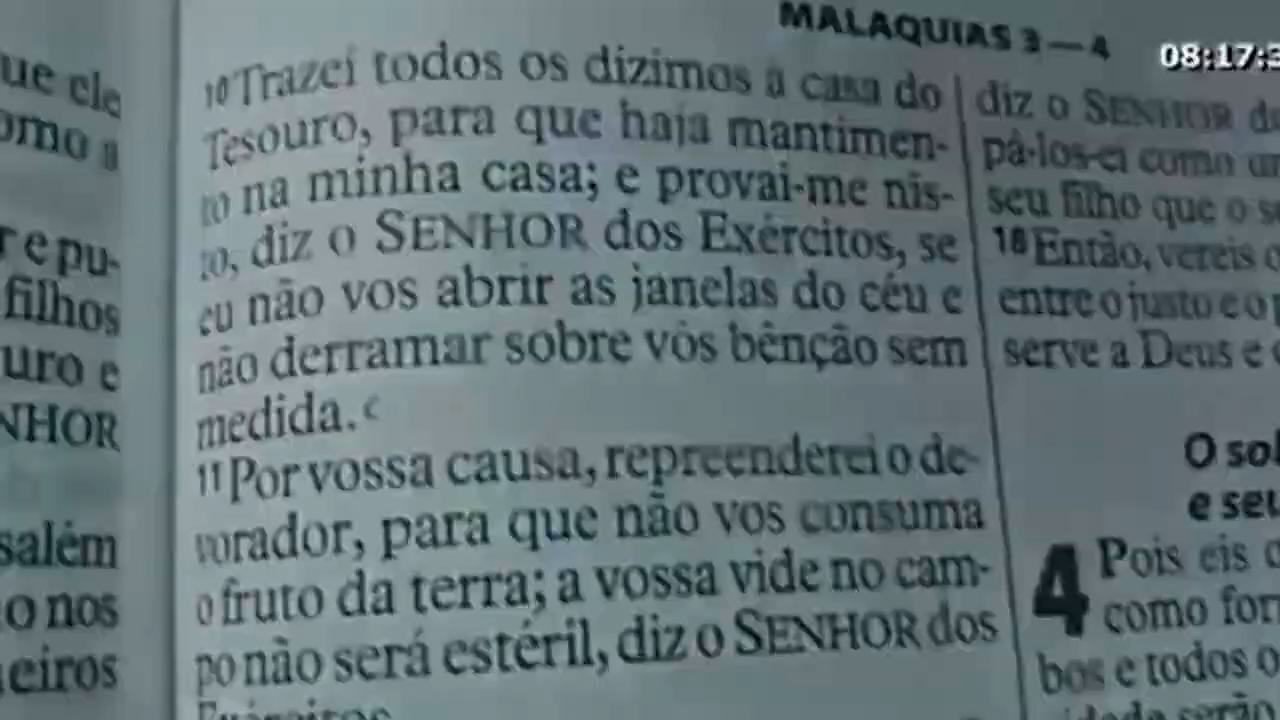 MALAQUIAS 3—4
08:17:3
ue ele
omo a
r e pu-
filhos
uro e
NHOR
salém
o nos
eiros
10 Trazei todos os dízimos à casa do
Tesouro, para que haja mantimen-
to na minha casa; e provai-me nis-
to, diz o SENHOR dos Exércitos, se
eu não vos abrir as janelas do céu e
não derramar sobre vós bênção sem
medida. c
11 Por vossa causa, repreenderei o de-
vorador, para que não vos consuma
o fruto da terra; a vossa vide no cam-
po não será estéril, diz o SENHOR dos
Exércitos
diz o SENHOR d
pá-los-ei como u
seu filho que o s
18 Então, vereis
entre o justo e o
serve a Deus e
O sol
e seu
4 Pois eis
como for
bos e todos o
serão